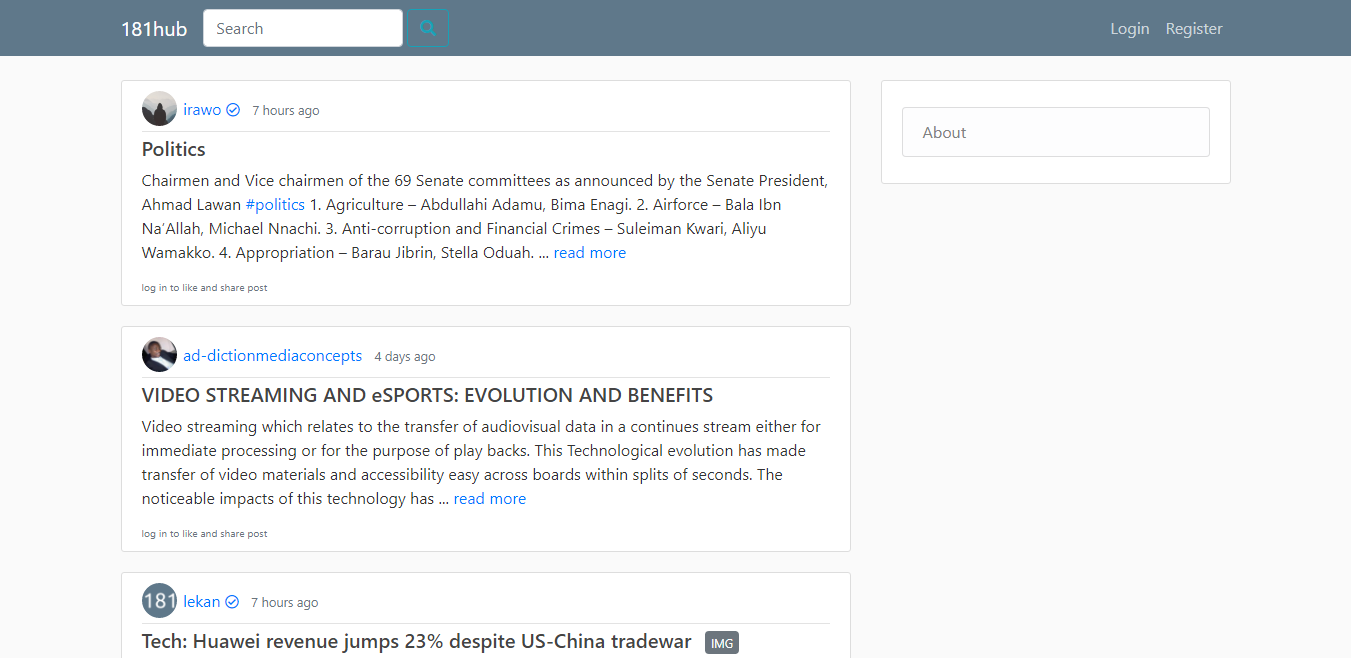 181hub Search Login Register
irawo 7 hours ago
Politics
Chairmen and Vice chairmen of the 69 Senate committees as announced by the Senate President,
Ahmad Lawan #politics 1. Agriculture – Abdullahi Adamu, Bima Enagi. 2. Airforce – Bala Ibn
Na’Allah, Michael Nnachi. 3. Anti-corruption and Financial Crimes – Suleiman Kwari, Aliyu
Wamakko. 4. Appropriation – Barau Jibrin, Stella Oduah. ... read more
log in to like and share post
About
ad-dictionmediaconcepts 4 days ago
VIDEO STREAMING AND eSPORTS: EVOLUTION AND BENEFITS
Video streaming which relates to the transfer of audiovisual data in a continues stream either for
immediate processing or for the purpose of play backs. This Technological evolution has made
transfer of video materials and accessibility easy across boards within splits of seconds. The
noticeable impacts of this technology has ... read more
log in to like and share post
181 lekan 7 hours ago
Tech: Huawei revenue jumps 23% despite US-China tradewar IMG